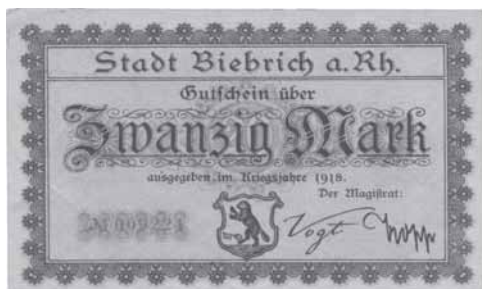 Stadt Biebrich a. Rh.
Gutschein über
Zwanzig Mark
ausgegeben im Kriegsjahre 1918.
Der Magistrat:
Vogt